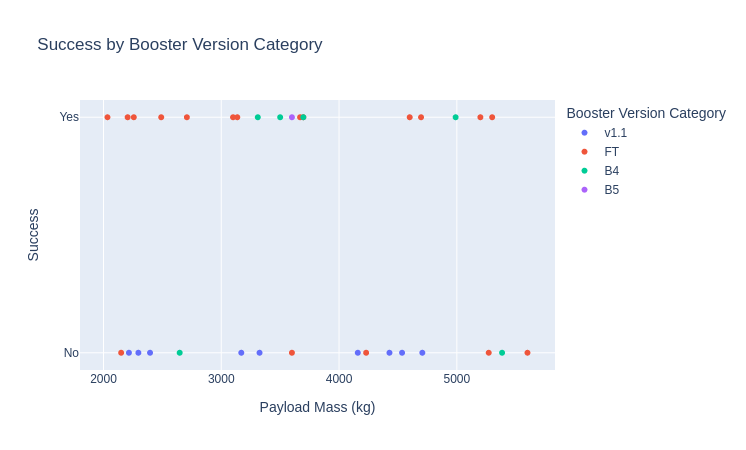 Success by Booster Version Category
Booster Version Category
v1.1
FT
B4
B5
Success
Yes
No
2000
3000
4000
5000
Payload Mass (kg)